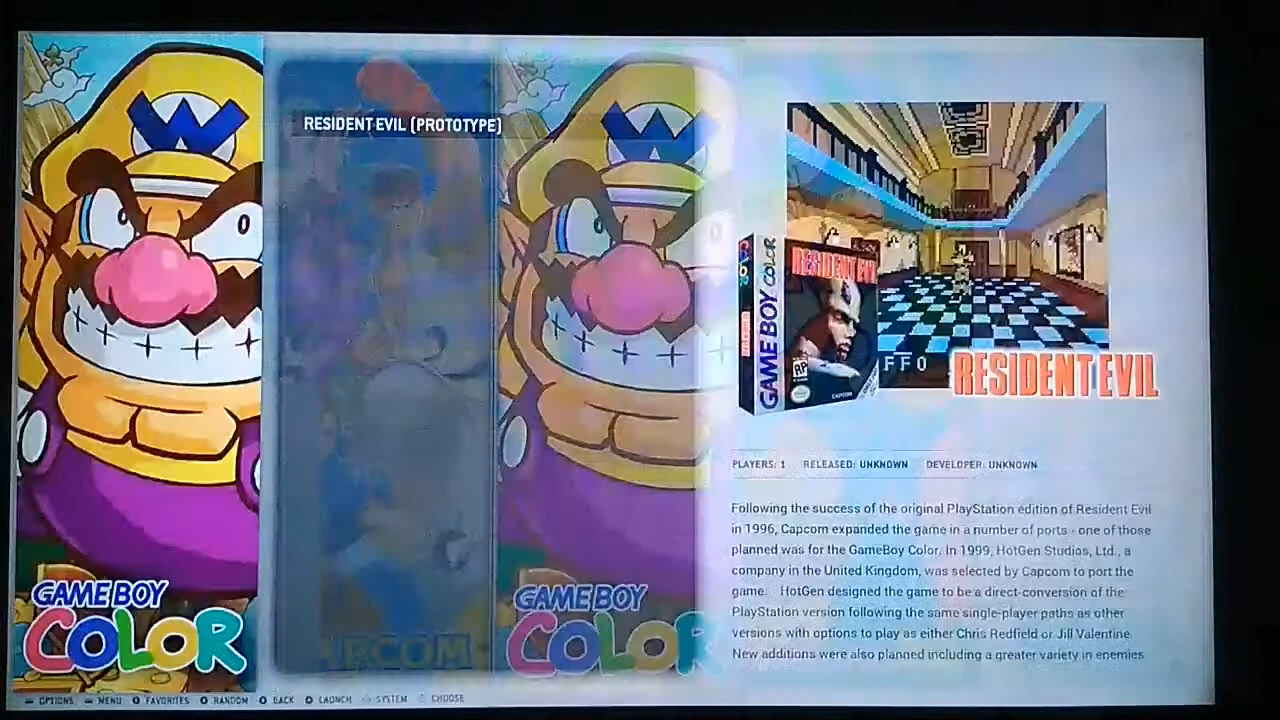 RESIDENT EVIL (PROTOTYPE)
W
W
GAME BOY
COLOR
CAPCOM
GAME BOY
COLOR
RESIDENT EVIL
GAME BOY COLOR
COLOR
RP
CAPCOM
FF0
RESIDENT EVIL
PLAYERS: 1 RELEASED: UNKNOWN DEVELOPER: UNKNOWN
Following the success of the original PlayStation edition of Resident Evil
in 1996, Capcom expanded the game in a number of ports - one of those
planned was for the GameBoy Color. In 1999, HotGen Studios, Ltd., a
company in the United Kingdom, was selected by Capcom to port the
game. HotGen designed the game to be a direct conversion of the
PlayStation version following the same single-player paths as other
versions with options to play as either Chris Redfield or Jill Valentine.
New additions were also planned including a greater variety in enemies
OPTIONS MENU FAVORITES RANDOM BACK LAUNCH SYSTEM CHOOSE